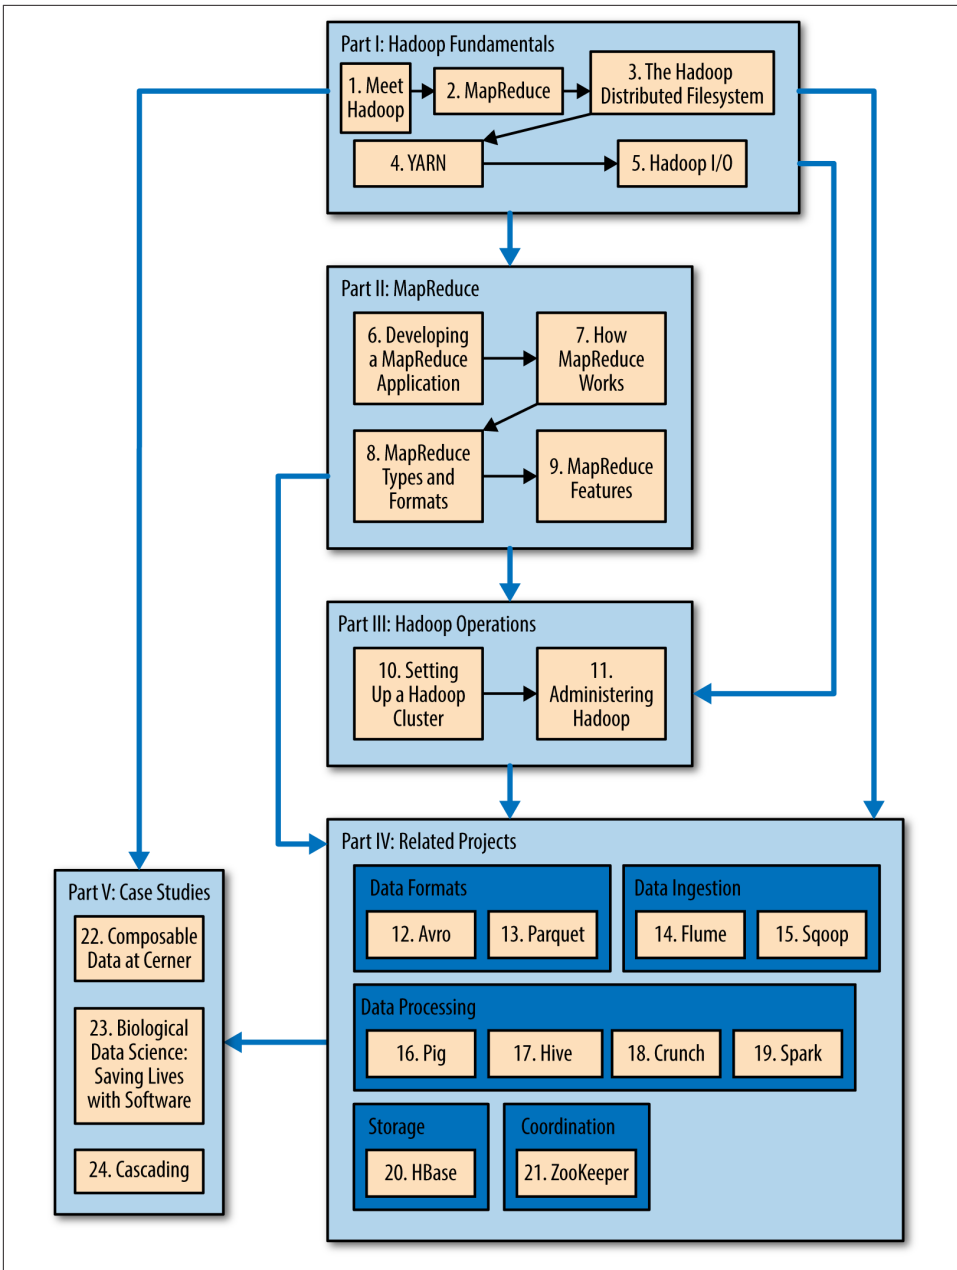 Part I: Hadoop Fundamentals
1. Meet
Hadoop
2. MapReduce
3. The Hadoop
Distributed Filesystem
4. YARN
5. Hadoop I/O
Part II: MapReduce
6. Developing
a MapReduce
Application
7. How
MapReduce
Works
8. MapReduce
Types and
Formats
9. MapReduce
Features
Part III: Hadoop Operations
10. Setting
Up a Hadoop
Cluster
11.
Administering
Hadoop
Part IV: Related Projects
Data Formats
12. Avro
13. Parquet
Data Ingestion
14. Flume
15. Sqoop
Data Processing
16. Pig
17. Hive
18. Crunch
19. Spark
Storage
20. HBase
Coordination
21. ZooKeeper
Part V: Case Studies
22. Composable
Data at Cerner
23. Biological
Data Science:
Saving Lives
with Software
24. Cascading